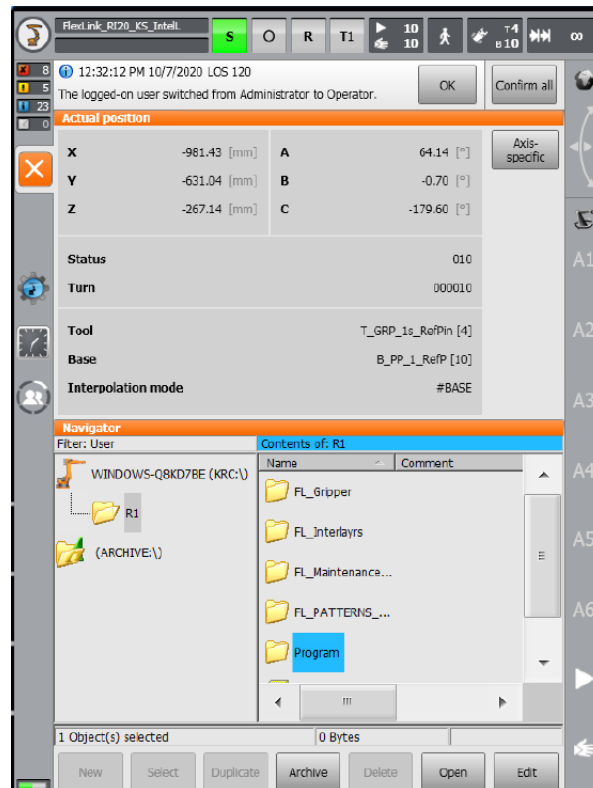 FlexLink_RI20_KS_IntelL
S O R T1 10 10 T4 B10 ∞
8
5
23
0
12:32:12 PM 10/7/2020 LOS 120
The logged-on user switched from Administrator to Operator.
OK
Confirm all
Actual position
X -981.43 [mm] A 64.14 [°]
Axis-
specific
Y -631.04 [mm] B -0.70 [°]
Z -267.14 [mm] C -179.60 [°]
Status 010
Turn 000010
Tool T_GRP_1s_RefPin [4]
Base B_PP_1_RefP [10]
Interpolation mode #BASE
A1
A2
A3
A4
A5
A6
Navigator
Filter: User Contents of: R1
Name Comment
WINDOWS-Q8KD7BE (KRC:\)
R1
(ARCHIVE:\)
FL_Gripper
FL_Interlayrs
FL_Maintenance...
FL_PATTERNS_...
Program
1 Object(s) selected 0 Bytes
New Select Duplicate Archive Delete Open Edit